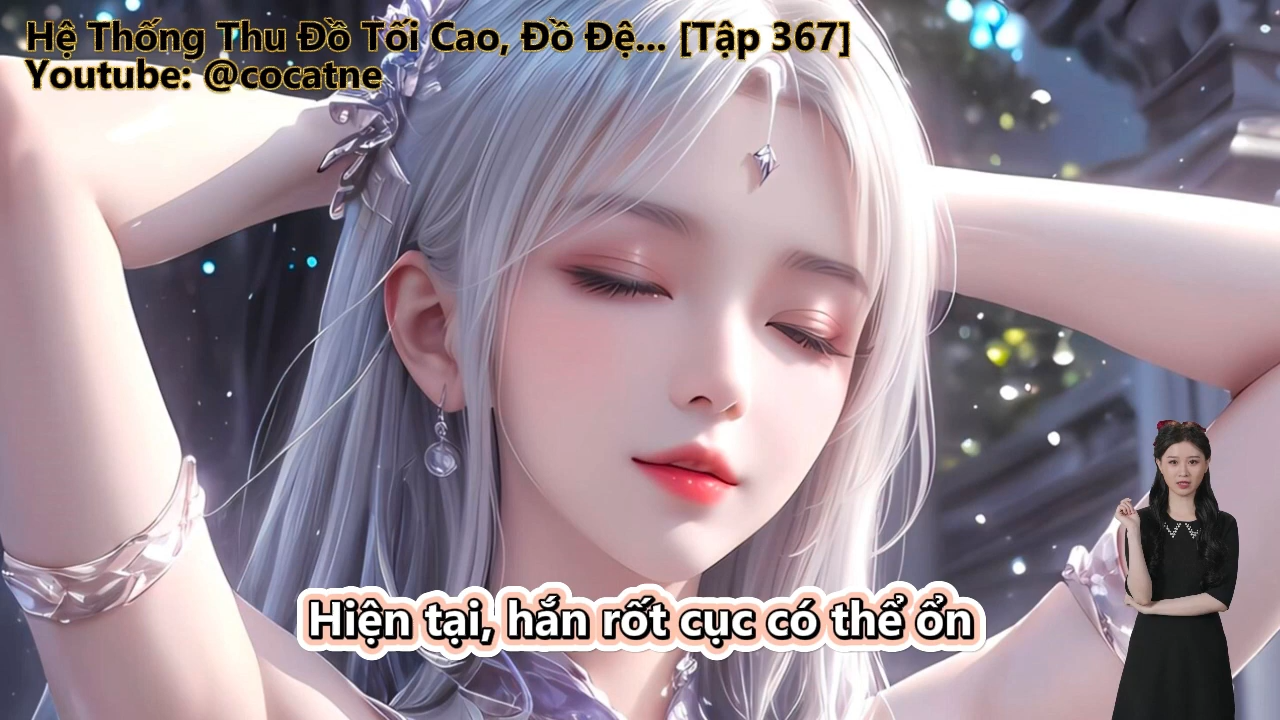 Hệ Thống Thu Đồ Tối Cao, Đồ Đệ... [Tập 367]
Youtube: @cocatne
Hiện tại, hắn rốt cục có thể ổn